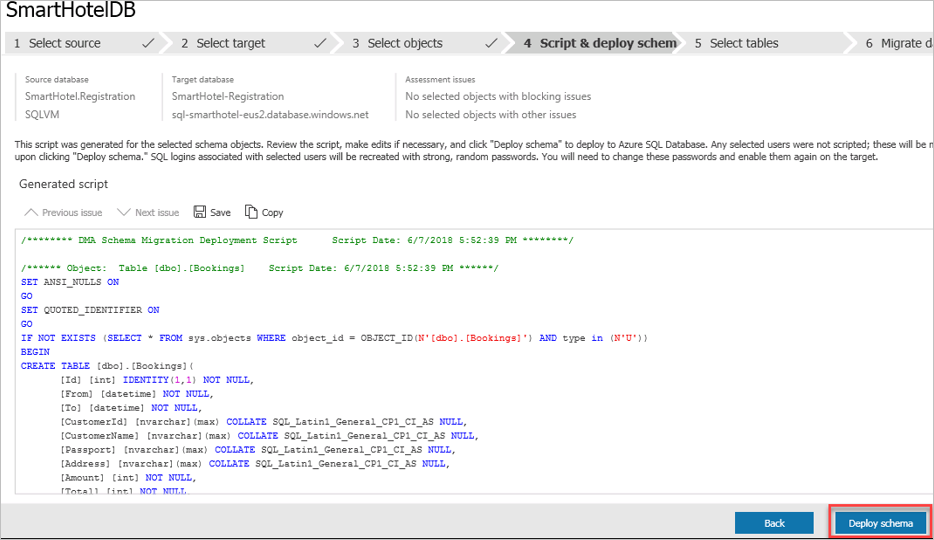 SmartHotelDB
1 Select source
2 Select target
3 Select objects
4 Script & deploy schem
5 Select tables
6 Migrate d
Source database
SmartHotel.Registration
SQLVM
Target database
SmartHotel-Registration
sql-smarthotel-eus2.database.windows.net
Assessment issues
No selected objects with blocking issues
No selected objects with other issues
This script was generated for the selected schema objects. Review the script, make edits if necessary, and click "Deploy schema" to deploy to Azure SQL Database. Any selected users were not scripted; these will be
upon clicking "Deploy schema." SQL logins associated with selected users will be recreated with strong, random passwords. You will need to change these passwords and enable them again on the target.
Generated script
Previous issue Next issue Save Copy
/******** DMA Schema Migration Deployment Script Script Date: 6/7/2018 5:52:39 PM ********/
/****** Object: Table [dbo].[Bookings] Script Date: 6/7/2018 5:52:39 PM ******/
SET ANSI_NULLS ON
GO
SET QUOTED_IDENTIFIER ON
GO
IF NOT EXISTS (SELECT * FROM sys.objects WHERE object_id = OBJECT_ID(N'[dbo].[Bookings]') AND type in (N'U'))
BEGIN
CREATE TABLE [dbo].[Bookings](
[Id] [int] IDENTITY(1,1) NOT NULL,
[From] [datetime] NOT NULL,
[To] [datetime] NOT NULL,
[CustomerId] [nvarchar](max) COLLATE SQL_Latin1_General_CP1_CI_AS NULL,
[CustomerName] [nvarchar](max) COLLATE SQL_Latin1_General_CP1_CI_AS NULL,
[Passport] [nvarchar](max) COLLATE SQL_Latin1_General_CP1_CI_AS NULL,
[Address] [nvarchar](max) COLLATE SQL_Latin1_General_CP1_CI_AS NULL,
[Amount] [int] NOT NULL,
[Total] [int] NOT NULL
Back
Deploy schema